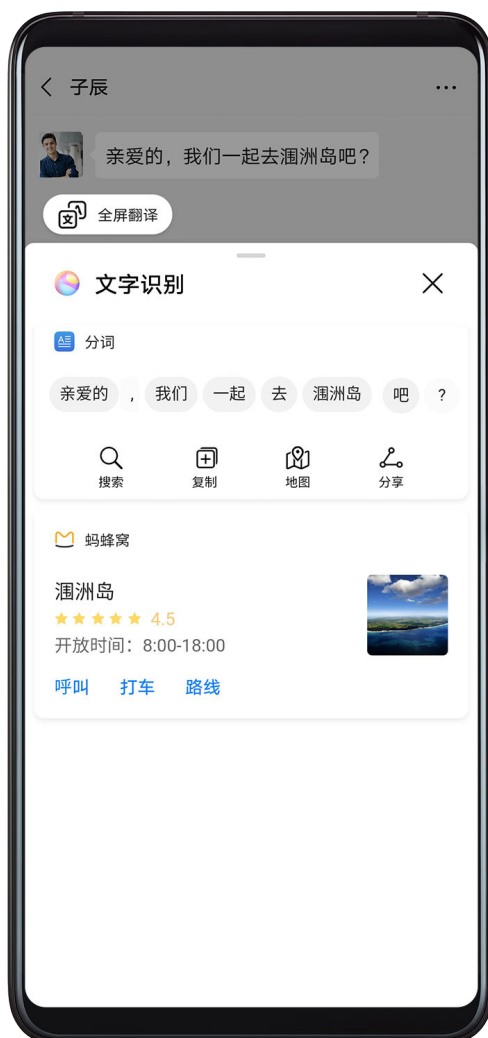 子辰
亲爱的，我们一起去涠洲岛吧？
全屏翻译
文字识别
分词
亲爱的 ， 我们 一起 去 涠洲岛 吧 ？
搜索 复制 地图 分享
蚂蜂窝
涠洲岛
4.5
开放时间：8:00-18:00
呼叫 打车 路线